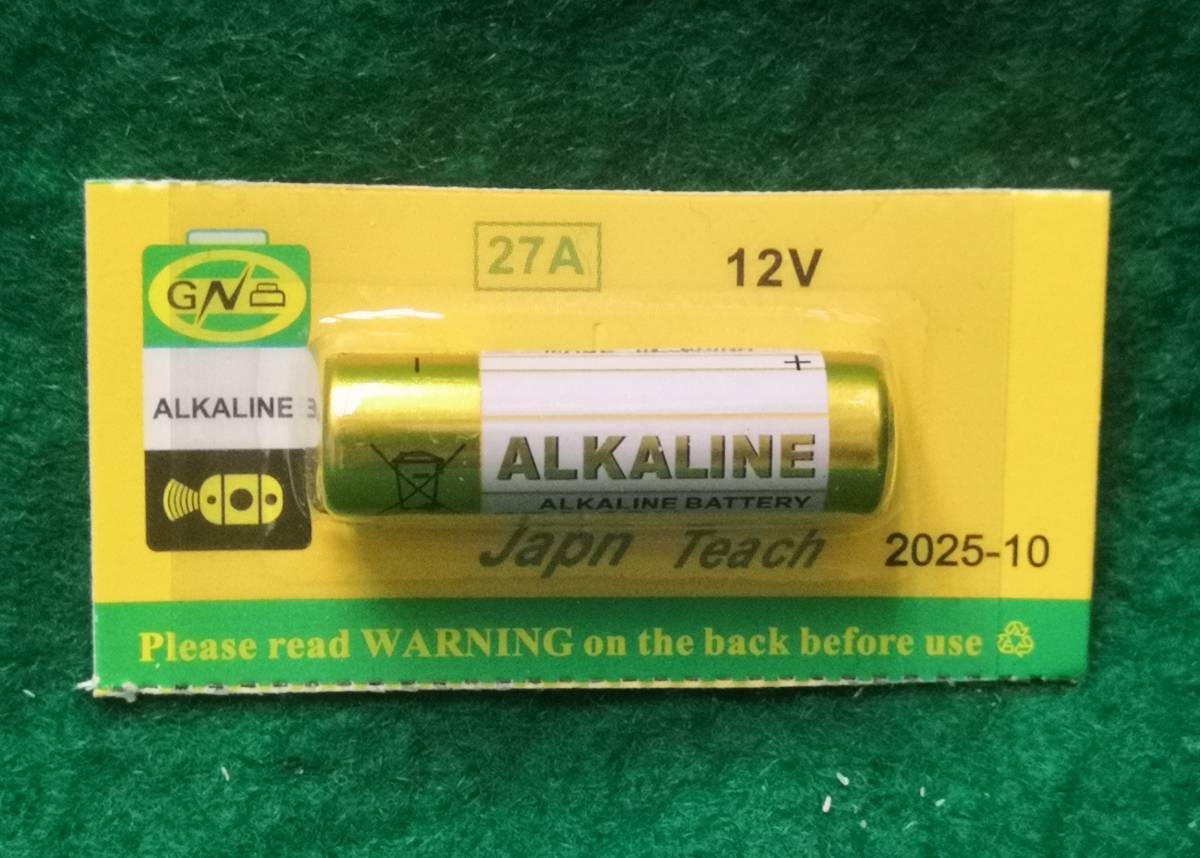 27A
12V
GN
ALKALINE
- +
ALKALINE
ALKALINE BATTERY
Japn Teach
2025-10
Please read WARNING on the back before use